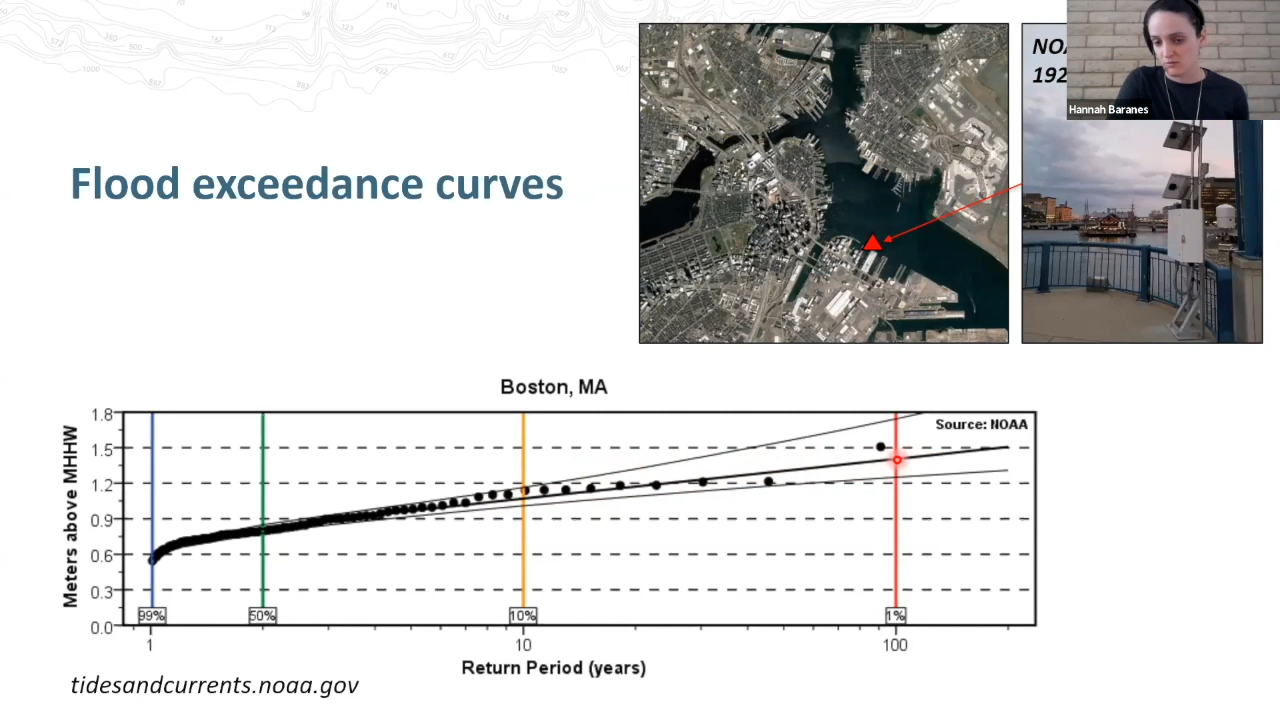 NO
192
Hannah Baranes
Flood exceedance curves
Boston, MA
Source: NOAA
Meters above MHHW
1.8
1.5
1.2
0.9
0.6
0.3
0.0
99%
50%
10%
1%
1
10
100
Return Period (years)
tidesandcurrents.noaa.gov